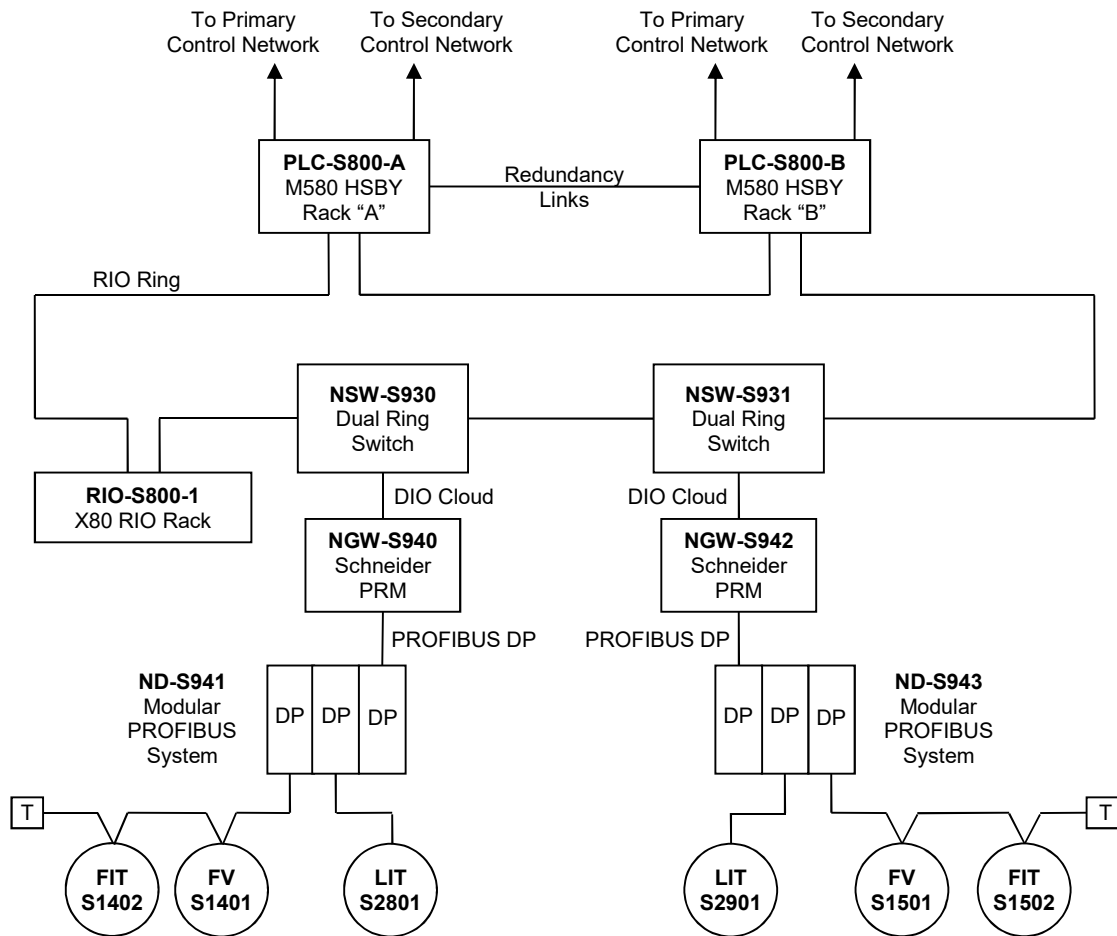 To Primary
Control Network
To Secondary
Control Network
To Primary
Control Network
To Secondary
Control Network
PLC-S800-A
M580 HSBY
Rack “A”
Redundancy
Links
PLC-S800-B
M580 HSBY
Rack “B”
RIO Ring
NSW-S930
Dual Ring
Switch
NSW-S931
Dual Ring
Switch
RIO-S800-1
X80 RIO Rack
DIO Cloud
DIO Cloud
NGW-S940
Schneider
PRM
NGW-S942
Schneider
PRM
PROFIBUS DP
PROFIBUS DP
ND-S941
Modular
PROFIBUS
System
DP
DP
DP
DP
DP
DP
ND-S943
Modular
PROFIBUS
System
T
T
FIT
S1402
FV
S1401
LIT
S2801
LIT
S2901
FV
S1501
FIT
S1502